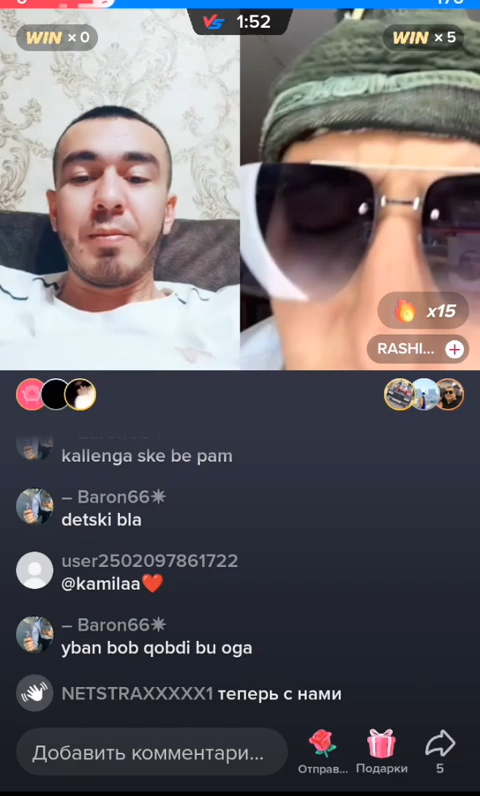 WIN × 0
VS 1:52
WIN × 5
x15
RASHI...
kallenga ske be pam
– Baron66✷
detski bla
user2502097861722
@kamilaa❤️
– Baron66✷
yban bob qobdi bu oga
NETSTRAXXXXX1 теперь с нами
Добавить комментари...
Отправ...
Подарки
5